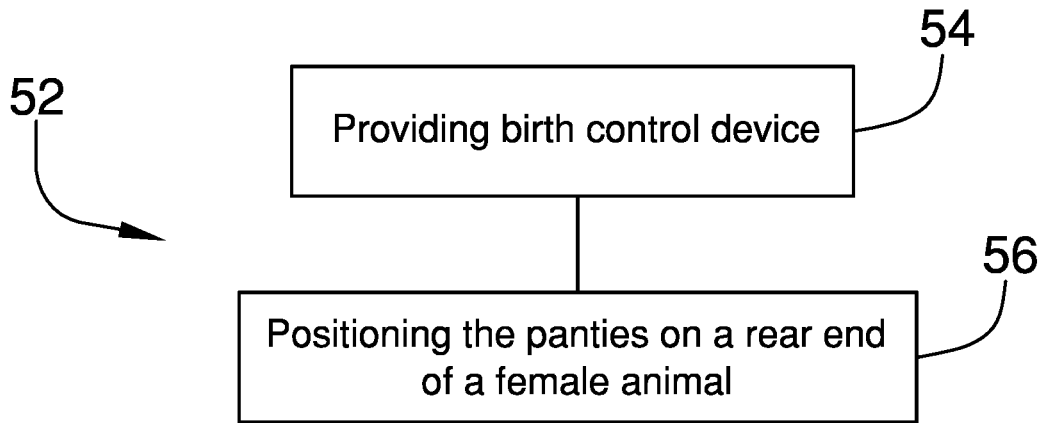 54
52
Providing birth control device
56
Positioning the panties on a rear end
of a female animal